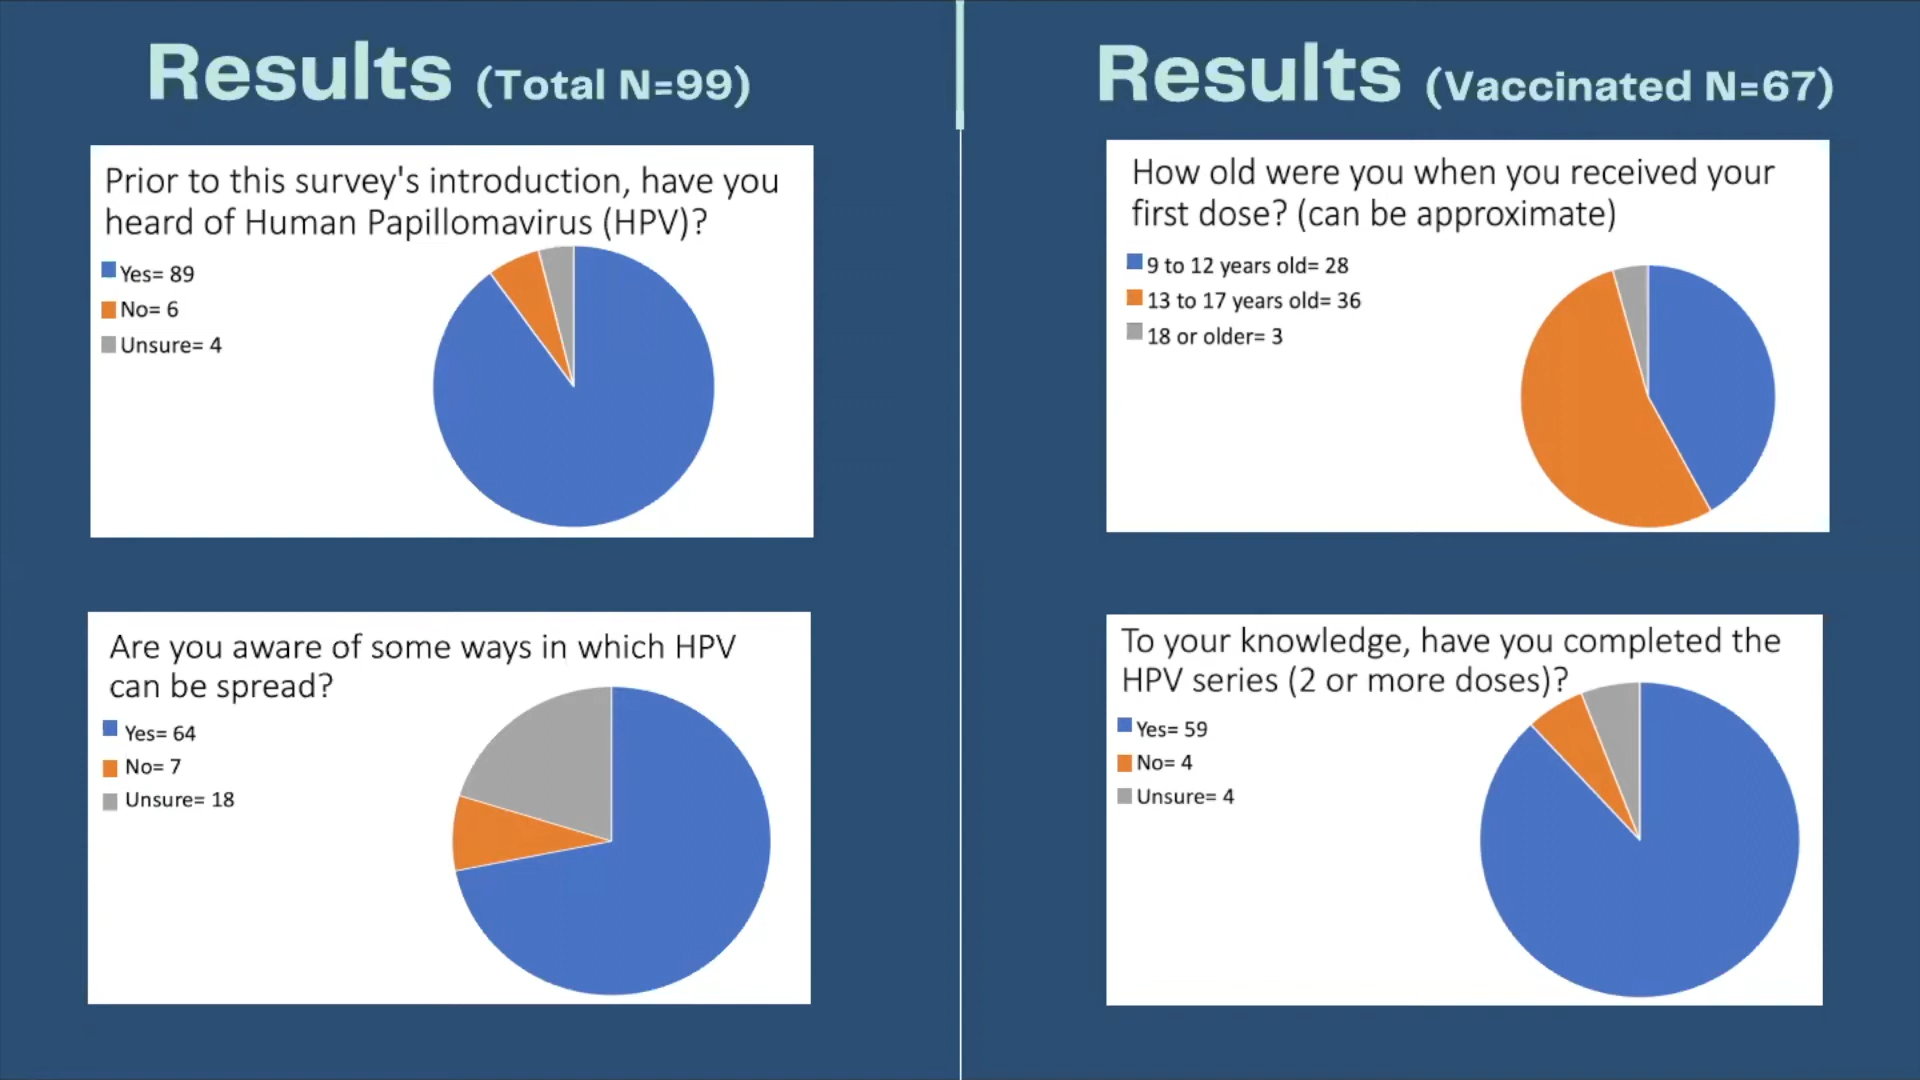 Results (Total N=99)
Prior to this survey's introduction, have you
heard of Human Papillomavirus (HPV)?
Yes= 89
No= 6
Unsure= 4
Are you aware of some ways in which HPV
can be spread?
Yes= 64
No= 7
Unsure= 18
Results (Vaccinated N=67)
How old were you when you received your
first dose? (can be approximate)
9 to 12 years old= 28
13 to 17 years old= 36
18 or older= 3
To your knowledge, have you completed the
HPV series (2 or more doses)?
Yes= 59
No= 4
Unsure= 4